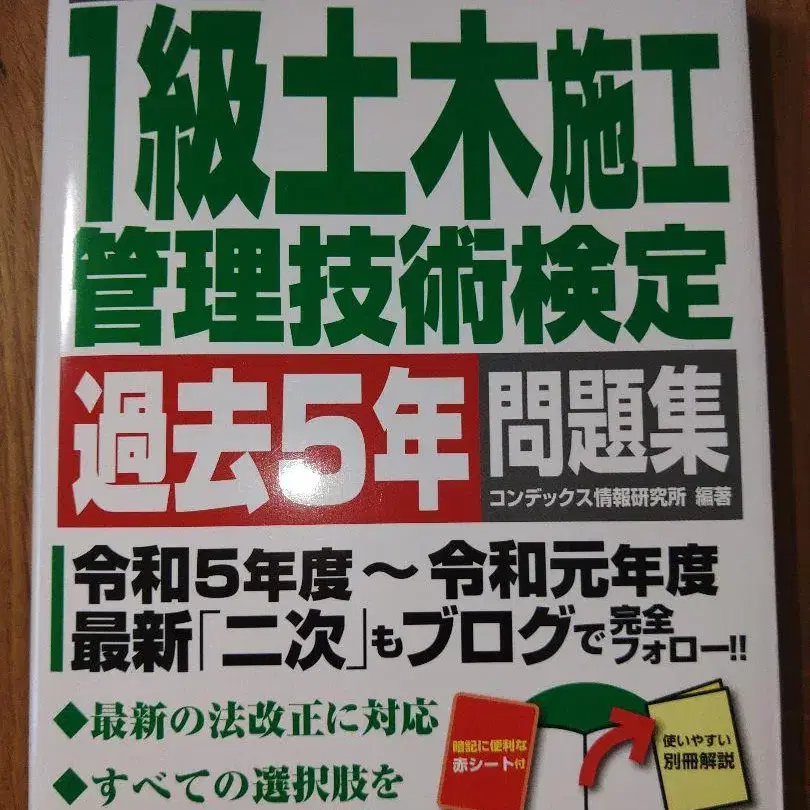 1級土木施工
管理技術検定
過去5年 問題集
コンデックス情報研究所 編著
令和5年度～令和元年度
最新「二次」もブログで完全フォロー!!
◆最新の法改正に対応
◆すべての選択肢を
暗記に便利な
赤シート付
使いやすい
別冊解説